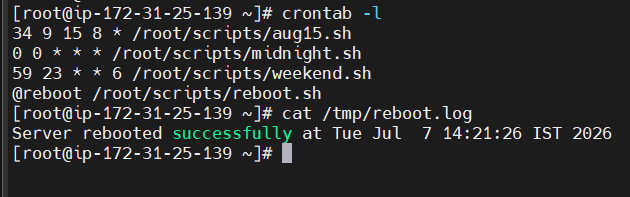 [root@ip-172-31-25-139 ~]# crontab -l
34 9 15 8 * /root/scripts/aug15.sh
0 0 * * * /root/scripts/midnight.sh
59 23 * * 6 /root/scripts/weekend.sh
@reboot /root/scripts/reboot.sh
[root@ip-172-31-25-139 ~]# cat /tmp/reboot.log
Server rebooted successfully at Tue Jul  7 14:21:26 IST 2026
[root@ip-172-31-25-139 ~]#